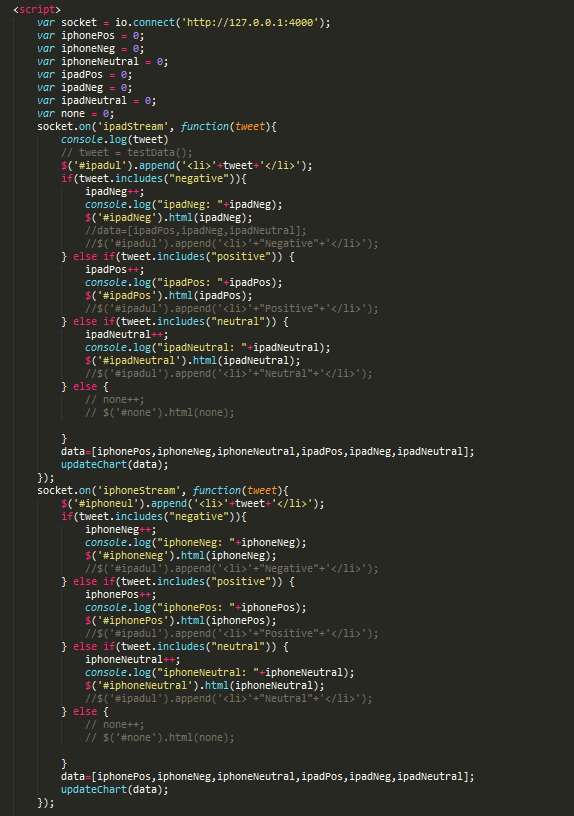 <script>
var socket = io.connect('http://127.0.0.1:4000');
var iphonePos = 0;
var iphoneNeg = 0;
var iphoneNeutral = 0;
var ipadPos = 0;
var ipadNeg = 0;
var ipadNeutral = 0;
var none = 0;
socket.on('ipadStream', function(tweet){
console.log(tweet)
// tweet = testData();
$('#ipadul').append('<li>'+tweet+'</li>');
if(tweet.includes("negative")){
ipadNeg++;
console.log("ipadNeg: "+ipadNeg);
$('#ipadNeg').html(ipadNeg);
//data=[ipadPos,ipadNeg,ipadNeutral];
//$('#ipadul').append('<li>'+"Negative"+'</li>');
} else if(tweet.includes("positive")) {
ipadPos++;
console.log("ipadPos: "+ipadPos);
$('#ipadPos').html(ipadPos);
//$('#ipadul').append('<li>'+"Positive"+'</li>');
} else if(tweet.includes("neutral")) {
ipadNeutral++;
console.log("ipadNeutral: "+ipadNeutral);
$('#ipadNeutral').html(ipadNeutral);
//$('#ipadul').append('<li>'+"Neutral"+'</li>');
} else {
// none++;
// $('#none').html(none);
}
data=[iphonePos,iphoneNeg,iphoneNeutral,ipadPos,ipadNeg,ipadNeutral];
updateChart(data);
});
socket.on('iphoneStream', function(tweet){
$('#iphoneul').append('<li>'+tweet+'</li>');
if(tweet.includes("negative")){
iphoneNeg++;
console.log("iphoneNeg: "+iphoneNeg);
$('#iphoneNeg').html(iphoneNeg);
//$('#ipadul').append('<li>'+"Negative"+'</li>');
} else if(tweet.includes("positive")) {
iphonePos++;
console.log("iphonePos: "+iphonePos);
$('#iphonePos').html(iphonePos);
//$('#ipadul').append('<li>'+"Positive"+'</li>');
} else if(tweet.includes("neutral")) {
iphoneNeutral++;
console.log("iphoneNeutral: "+iphoneNeutral);
$('#iphoneNeutral').html(iphoneNeutral);
//$('#ipadul').append('<li>'+"Neutral"+'</li>');
} else {
// none++;
// $('#none').html(none);
}
data=[iphonePos,iphoneNeg,iphoneNeutral,ipadPos,ipadNeg,ipadNeutral];
updateChart(data);
});